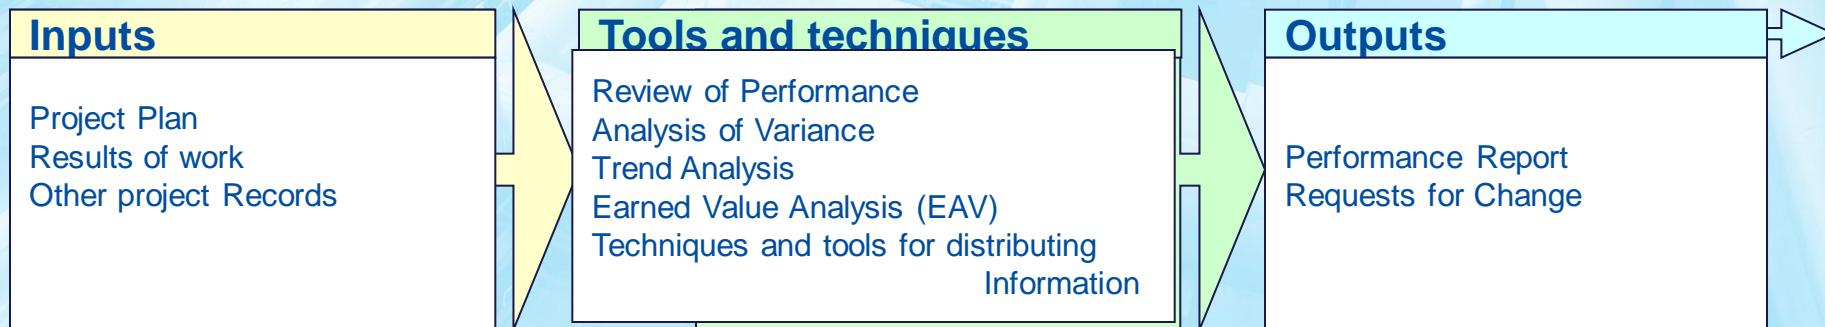 Inputs
Project Plan
Results of work
Other project Records
Tools and techniques
Review of Performance
Analysis of Variance
Trend Analysis
Earned Value Analysis (EAV)
Techniques and tools for distributing
Information
Outputs
Performance Report
Requests for Change